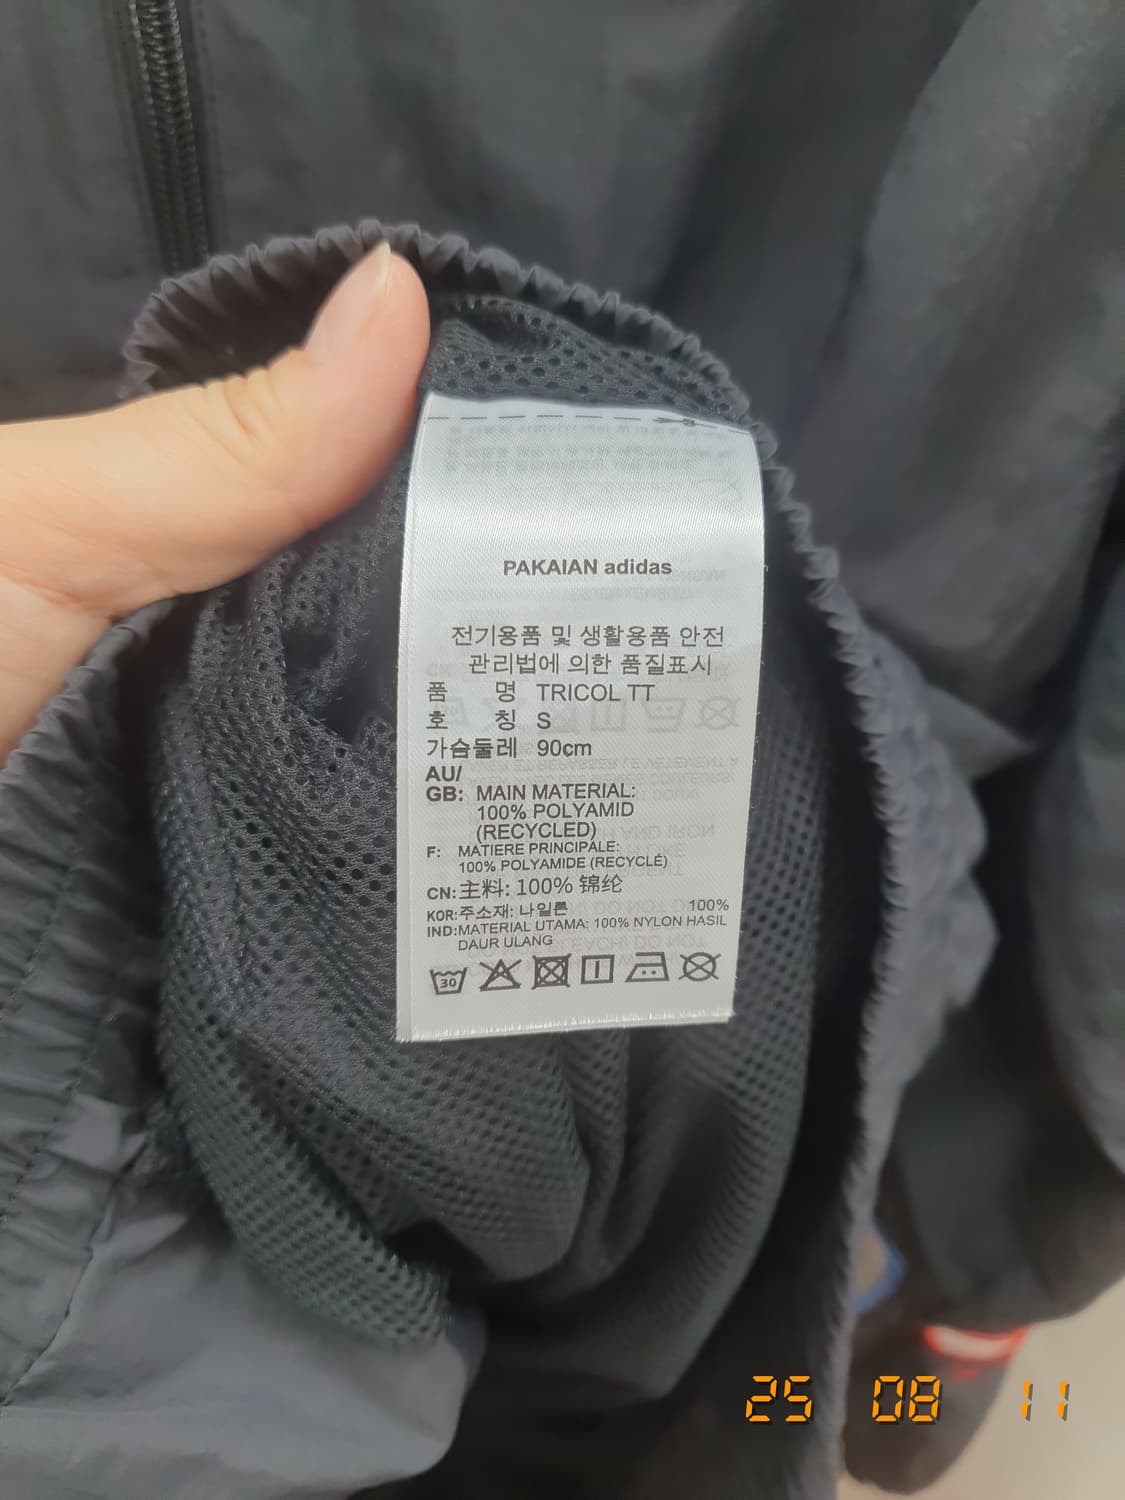 PAKAIAN adidas
전기용품 및 생활용품 안전
관리법에 의한 품질표시
품 명 TRICOL TT
호 칭 S
가슴둘레 90cm
AU/
GB: MAIN MATERIAL:
100% POLYAMID
(RECYCLED)
F: MATIERE PRINCIPALE:
100% POLYAMIDE (RECYCLÉ)
CN: 主料: 100% 锦纶
KOR: 주소재: 나일론 100%
IND: MATERIAL UTAMA: 100% NYLON HASIL
DAUR ULANG
30
25 08 11